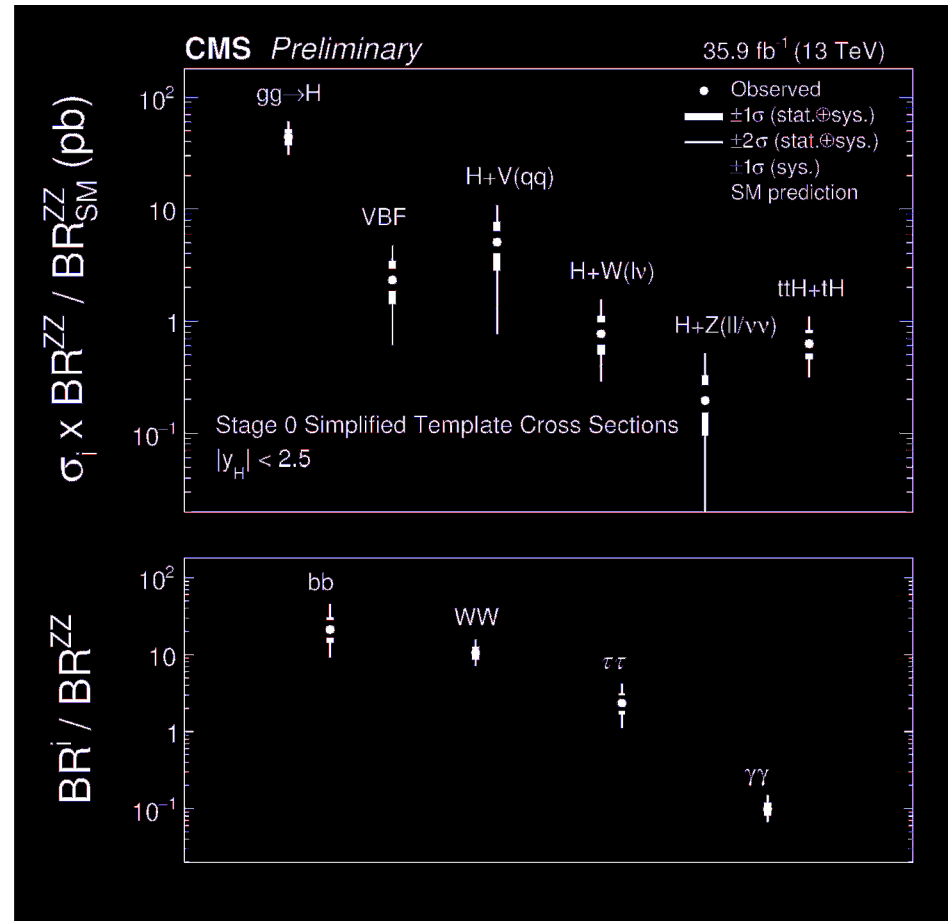 CMS Preliminary 35.9 fb⁻¹ (13 TeV)
σᵢ x BR^ZZ / BR^ZZ_SM (pb)
10²
10
1
10⁻¹
gg→H
VBF
H+V(qq)
H+W(lν)
H+Z(ll/νν)
ttH+tH
Observed
±1σ (stat.⊕sys.)
±2σ (stat.⊕sys.)
±1σ (sys.)
SM prediction
Stage 0 Simplified Template Cross Sections
|y_H| < 2.5
BRⁱ / BR^ZZ
10²
10
1
10⁻¹
bb
WW
ττ
γγ